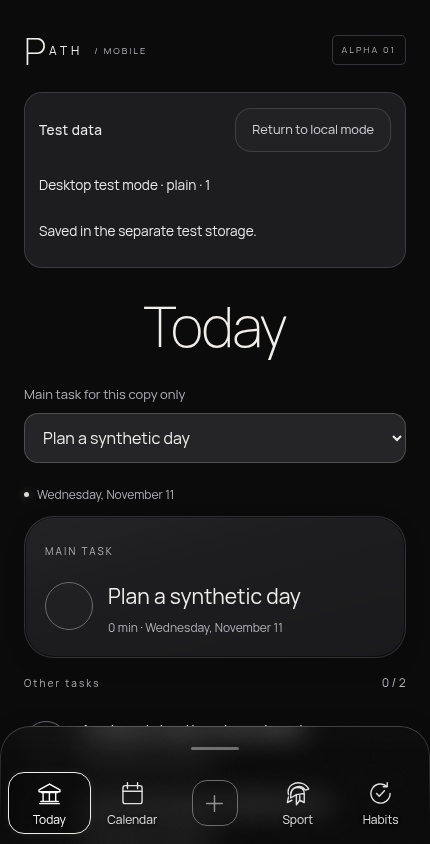 PATH / MOBILE
ALPHA 01
Test data
Return to local mode
Desktop test mode · plain · 1
Saved in the separate test storage.
Today
Main task for this copy only
Plan a synthetic day
Wednesday, November 11
MAIN TASK
Plan a synthetic day
0 min · Wednesday, November 11
Other tasks
0 / 2
Today
Calendar
Sport
Habits